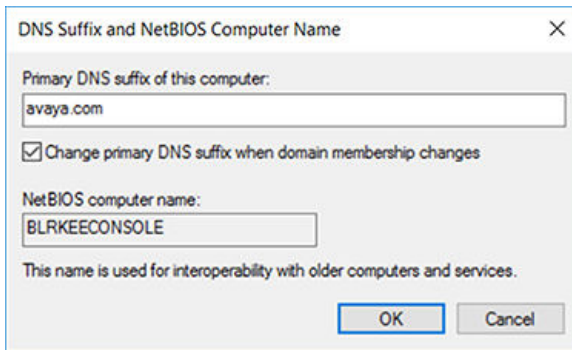 DNS Suffix and NetBIOS Computer Name
Primary DNS suffix of this computer:
avaya.com
Change primary DNS suffix when domain membership changes
NetBIOS computer name:
BLRKEECONSOLE
This name is used for interoperability with older computers and services.
OK
Cancel